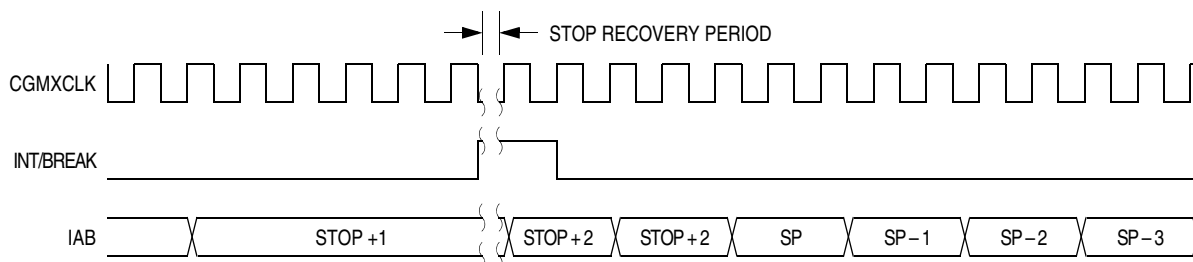 STOP RECOVERY PERIOD
CGMXCLK
INT/BREAK
IAB STOP +1 STOP + 2 STOP + 2 SP SP – 1 SP – 2 SP – 3